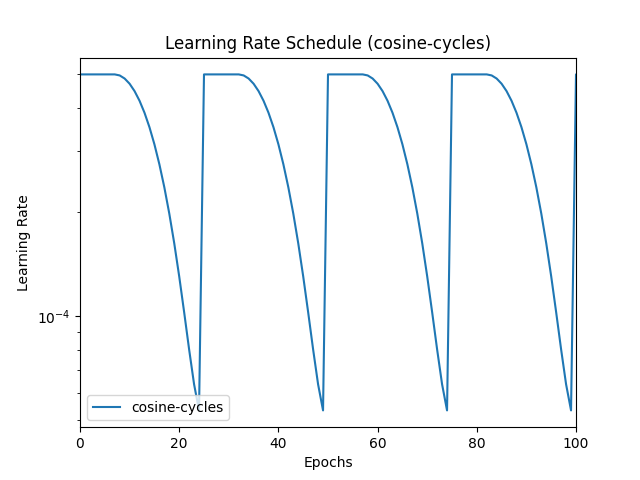 Learning Rate Schedule (cosine-cycles)
Learning Rate
10⁻⁴
cosine-cycles
0 20 40 60 80 100
Epochs